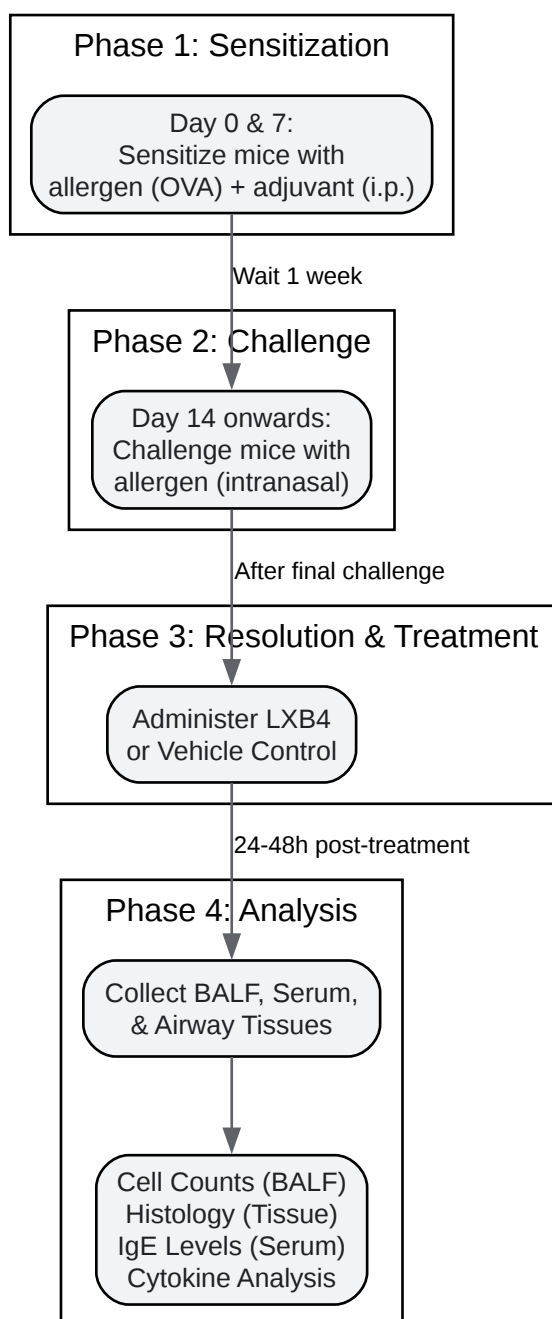 Phase 1: Sensitization
Day 0 & 7:
Sensitize mice with
allergen (OVA) + adjuvant (i.p.)
Wait 1 week
Phase 2: Challenge
Day 14 onwards:
Challenge mice with
allergen (intranasal)
After final challenge
Phase 3: Resolution & Treatment
Administer LXB4
or Vehicle Control
24-48h post-treatment
Phase 4: Analysis
Collect BALF, Serum,
& Airway Tissues
Cell Counts (BALF)
Histology (Tissue)
IgE Levels (Serum)
Cytokine Analysis